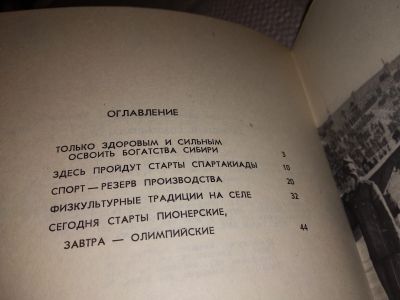 ОГЛАВЛЕНИЕ
ТОЛЬКО ЗДОРОВЫМ И СИЛЬНЫМ
ОСВОИТЬ БОГАТСТВА СИБИРИ 3
ЗДЕСЬ ПРОЙДУТ СТАРТЫ СПАРТАКИАДЫ 10
СПОРТ — РЕЗЕРВ ПРОИЗВОДСТВА 20
ФИЗКУЛЬТУРНЫЕ ТРАДИЦИИ НА СЕЛЕ 32
СЕГОДНЯ СТАРТЫ ПИОНЕРСКИЕ,
ЗАВТРА — ОЛИМПИЙСКИЕ 44